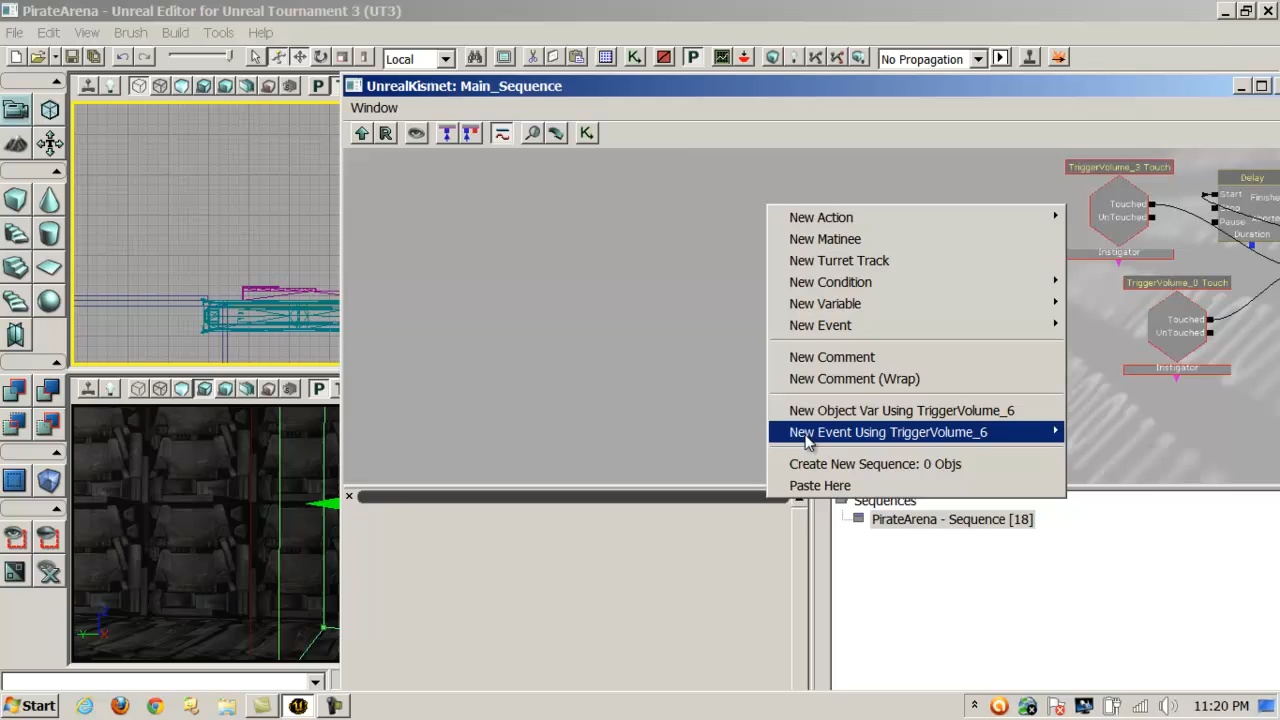 PirateArena - Unreal Editor for Unreal Tournament 3 (UT3)
File Edit View Brush Build Tools Help
Local
No Propagation
UnrealKismet: Main_Sequence
Window
TriggerVolume_3 Touch
Touched
UnTouched
Instigator
Delay
Start
Stop
Pause
Duration
TriggerVolume_0 Touch
Touched
UnTouched
Instigator
New Action
New Matinee
New Turret Track
New Condition
New Variable
New Event
New Comment
New Comment (Wrap)
New Object Var Using TriggerVolume_6
New Event Using TriggerVolume_6
Create New Sequence: 0 Objs
Paste Here
Sequences
PirateArena - Sequence [18]
Start
11:20 PM